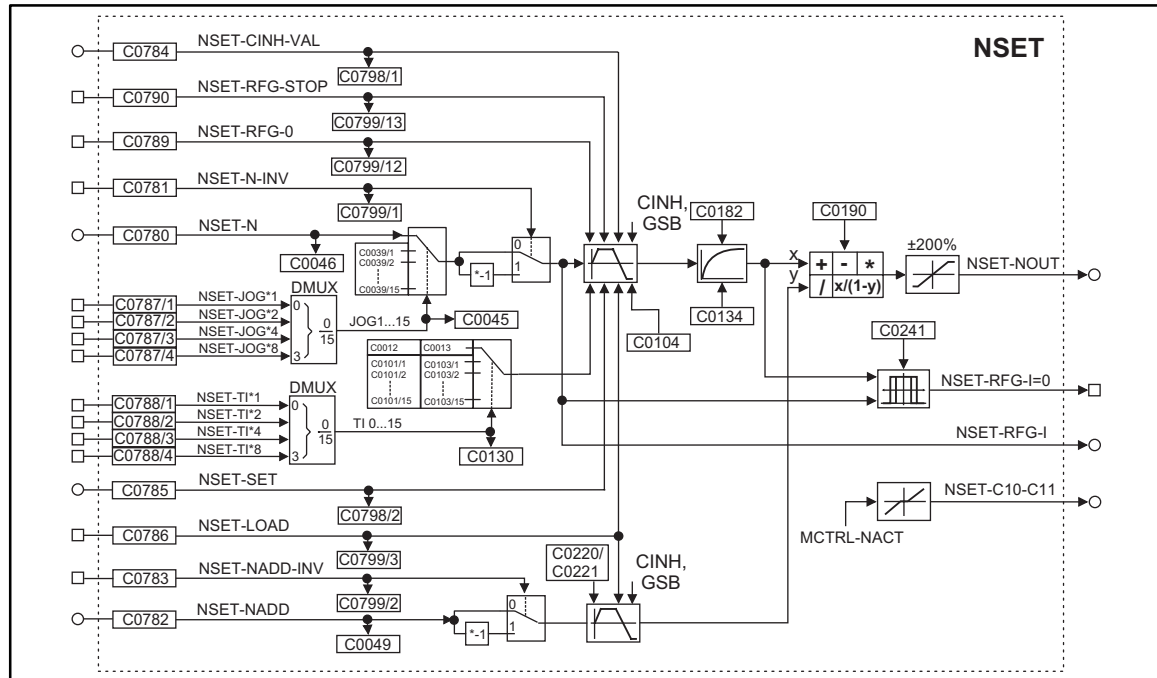 NSET
C0784 NSET-CINH-VAL
C0798/1
C0790 NSET-RFG-STOP
C0799/13
C0789 NSET-RFG-0
C0799/12
C0781 NSET-N-INV
C0799/1
C0780 NSET-N
C0046
C0039/1
C0039/2
C0039/15
*-1
0
1
CINH,
GSB
C0182
C0190
C0134
C0104
x
y
+ - *
/ x/(1-y)
±200%
NSET-NOUT
C0787/1 NSET-JOG*1
C0787/2 NSET-JOG*2
C0787/3 NSET-JOG*4
C0787/4 NSET-JOG*8
DMUX
0
3
0
15
JOG1...15
C0045
C0241
NSET-RFG-I=0
C0012 C0013
C0101/1 C0103/1
C0101/2 C0103/2
C0101/15 C0103/15
C0788/1 NSET-TI*1
C0788/2 NSET-TI*2
C0788/3 NSET-TI*4
C0788/4 NSET-TI*8
DMUX
0
3
0
15
TI 0...15
C0130
NSET-RFG-I
C0785 NSET-SET
C0798/2
C0786 NSET-LOAD
C0799/3
MCTRL-NACT
NSET-C10-C11
C0783 NSET-NADD-INV
C0799/2
C0782 NSET-NADD
C0049
*-1
0
1
C0220/
C0221
CINH,
GSB